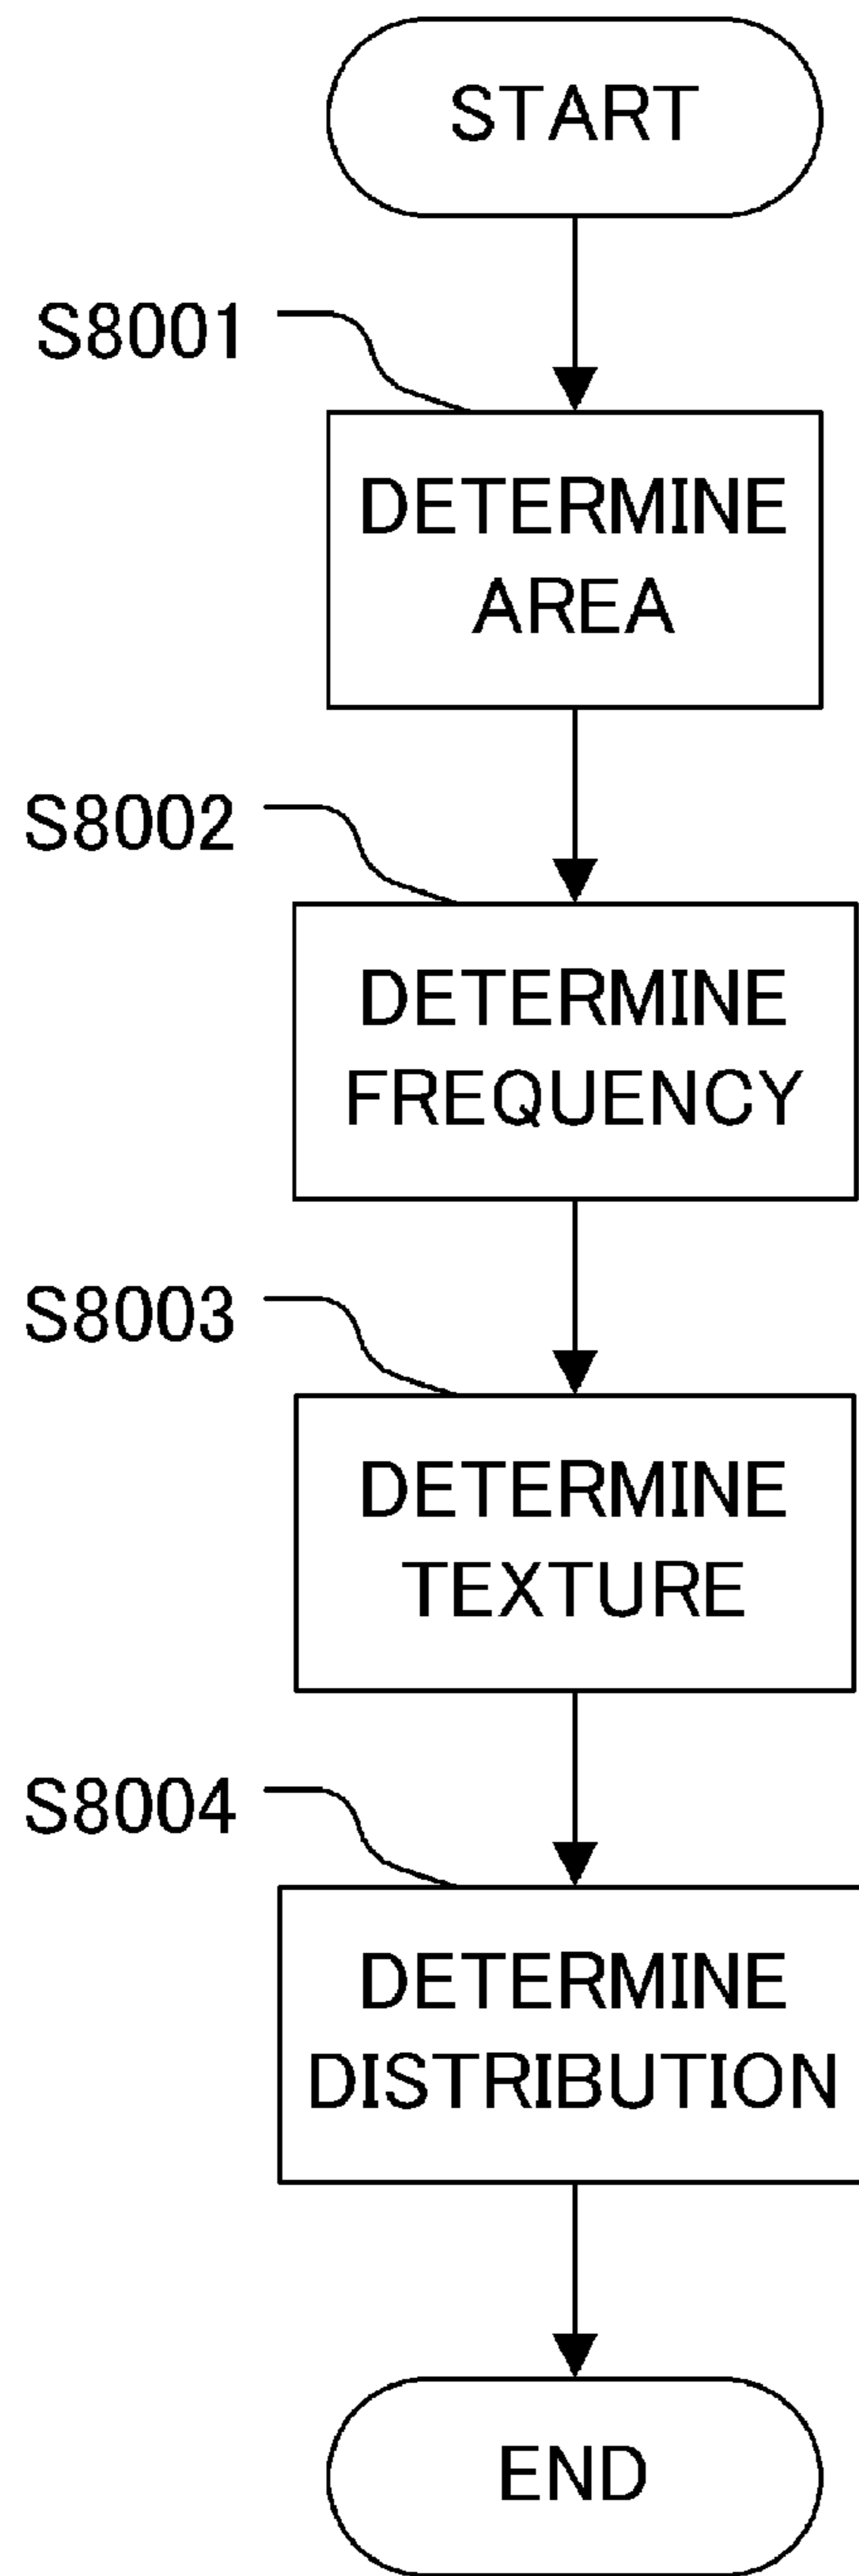 START
S8001
DETERMINE
AREA
S8002
DETERMINE
FREQUENCY
S8003
DETERMINE
TEXTURE
S8004
DETERMINE
DISTRIBUTION
END